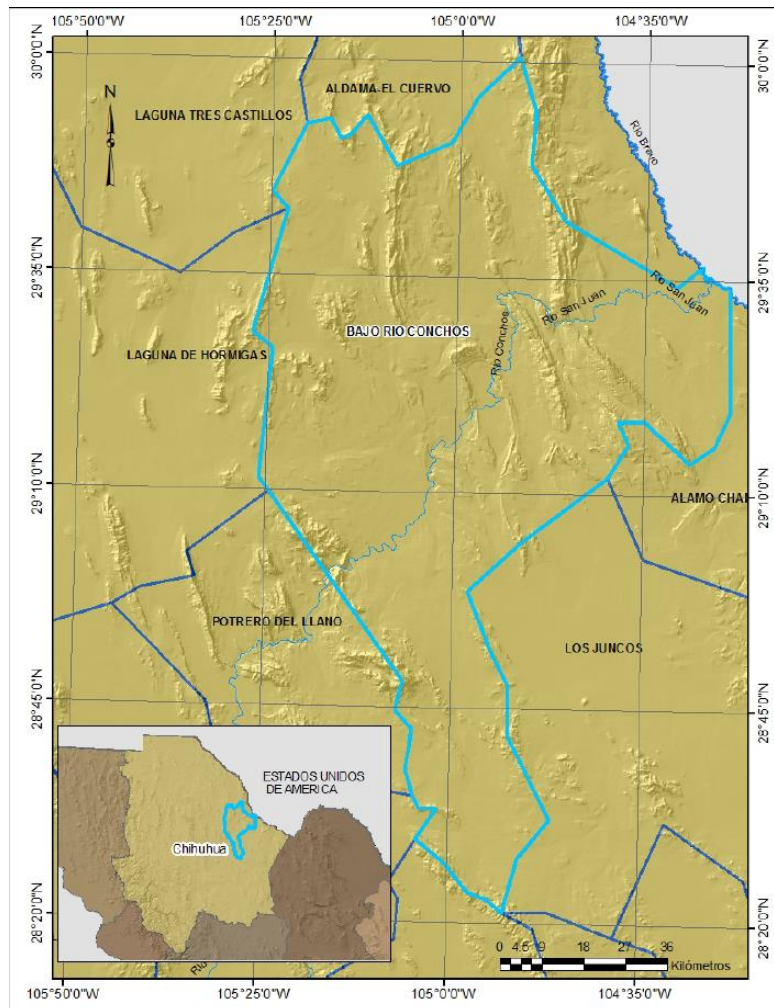 105°50'0"W
105°25'0"W
105°0'0"W
104°35'0"W
30°0'0"N
30°0'0"N
ALDAMA-EL CUERVO
N
LAGUNA TRES CASTILLOS
Rio Bravo
29°35'0"N
29°35'0"N
Rio San Juan
Rio San Juan
BAJO RIO CONCHOS
Rio Conchos
LAGUNA DE HORMIGAS
29°10'0"N
29°10'0"N
ALAMO CHA
POTRERO DEL LLANO
LOS JUNCOS
28°45'0"N
28°45'0"N
ESTADOS UNIDOS
DE AMERICA
Chihuhua
28°20'0"N
28°20'0"N
0 4.5 9 18 27 36
Kilómetros
105°50'0"W
105°25'0"W
105°0'0"W
104°35'0"W